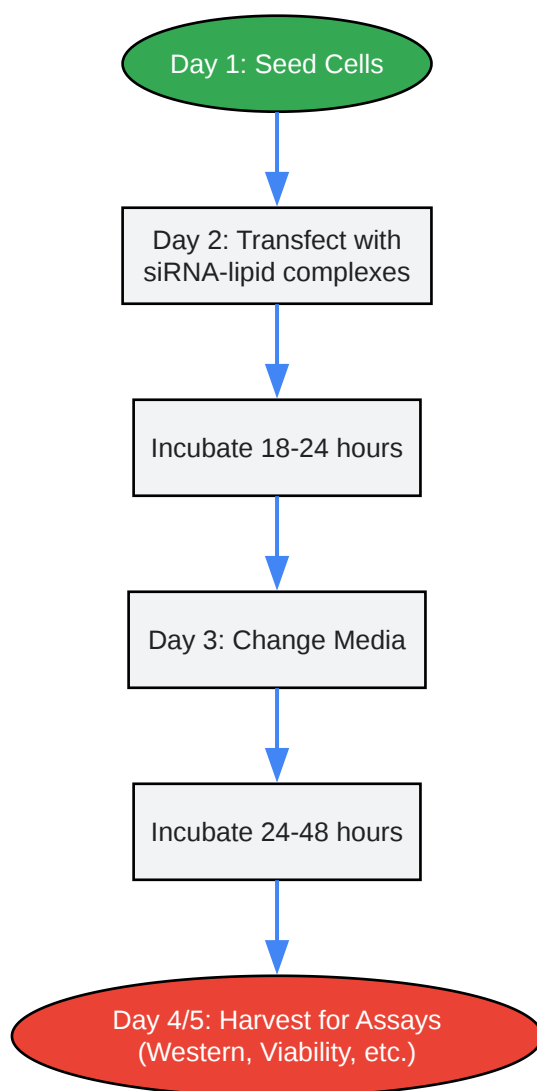 Day 1: Seed Cells
Day 2: Transfect with
siRNA-lipid complexes
Incubate 18-24 hours
Day 3: Change Media
Incubate 24-48 hours
Day 4/5: Harvest for Assays
(Western, Viability, etc.)